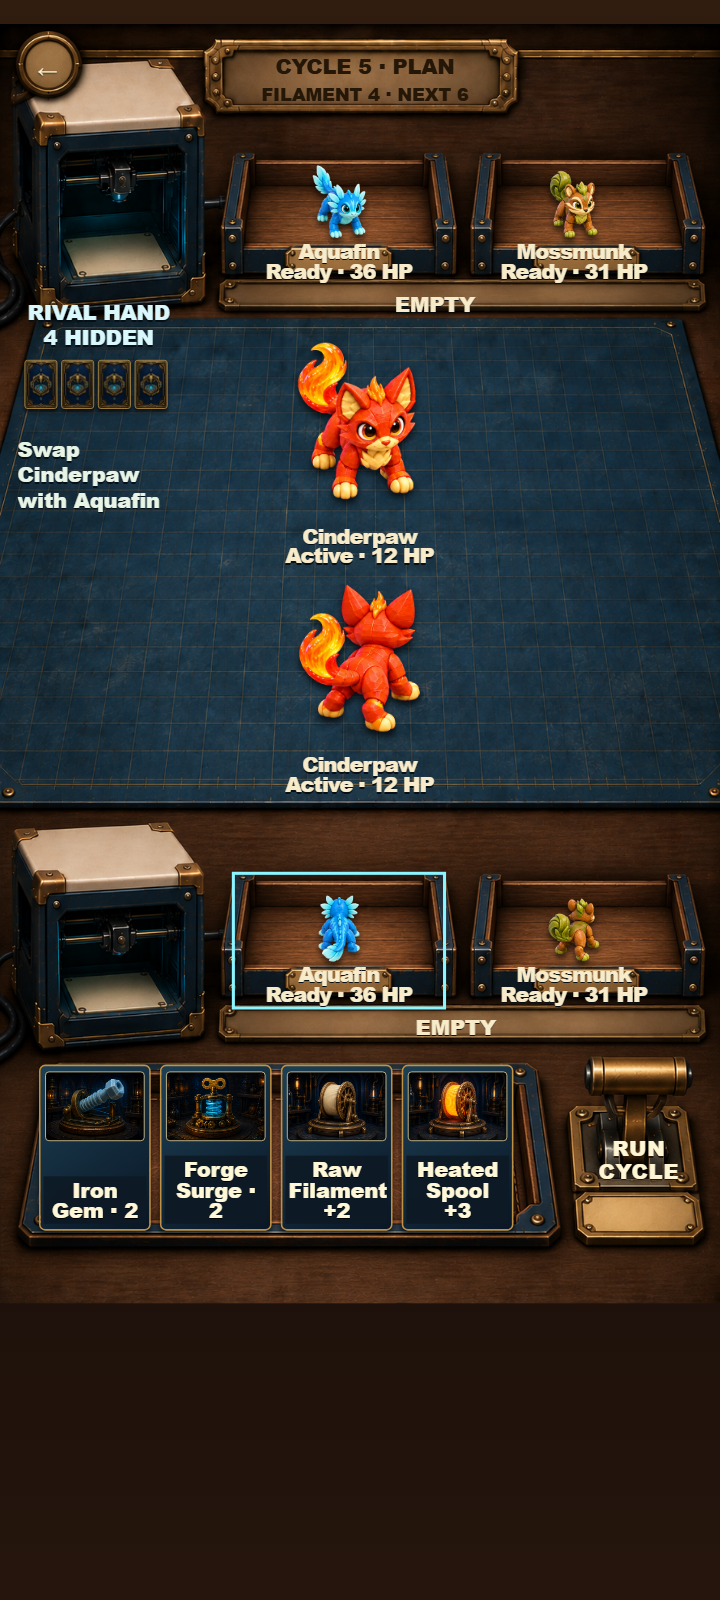 ←
CYCLE 5 · PLAN
FILAMENT 4 · NEXT 6
Aquafin
Ready · 36 HP
Mossmunk
Ready · 31 HP
EMPTY
RIVAL HAND
4 HIDDEN
Swap
Cinderpaw
with Aquafin
Cinderpaw
Active · 12 HP
Cinderpaw
Active · 12 HP
Aquafin
Ready · 36 HP
Mossmunk
Ready · 31 HP
EMPTY
Iron
Gem · 2
Forge
Surge ·
2
Raw
Filament
+2
Heated
Spool
+3
RUN
CYCLE